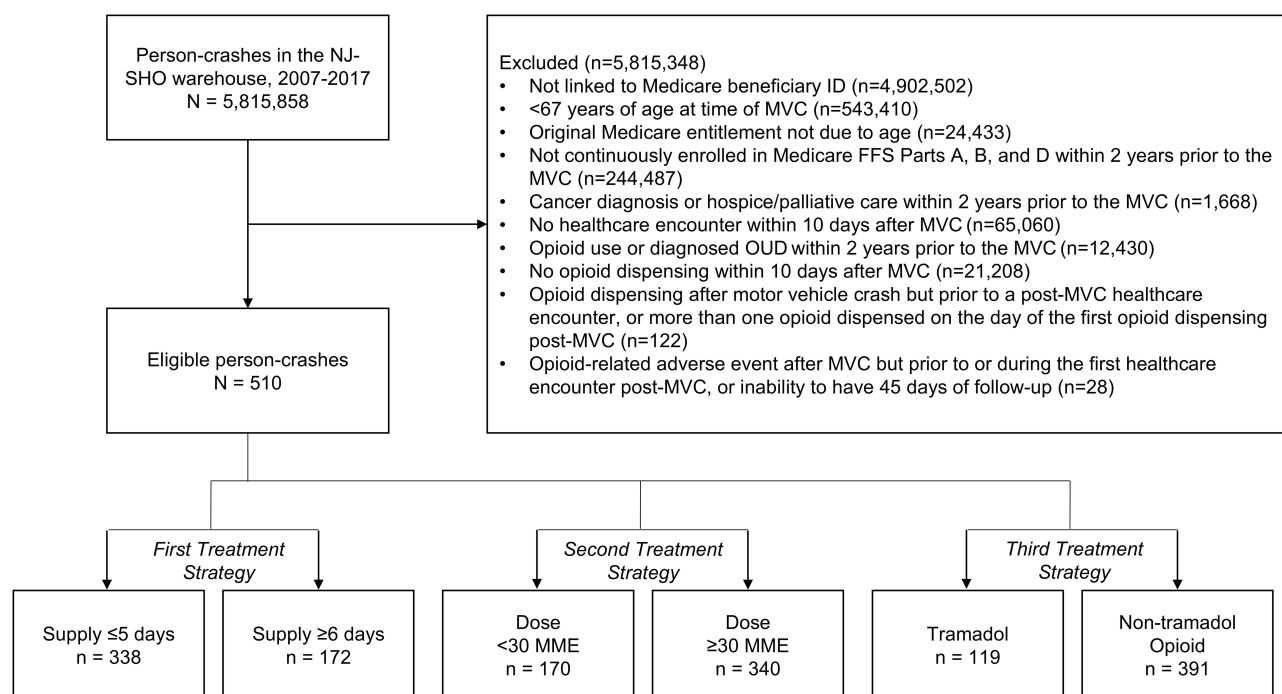 Person-crashes in the NJ-
SHO warehouse, 2007-2017
N = 5,815,858
Excluded (n=5,815,348)
• Not linked to Medicare beneficiary ID (n=4,902,502)
• <67 years of age at time of MVC (n=543,410)
• Original Medicare entitlement not due to age (n=24,433)
• Not continuously enrolled in Medicare FFS Parts A, B, and D within 2 years prior to the
MVC (n=244,487)
• Cancer diagnosis or hospice/palliative care within 2 years prior to the MVC (n=1,668)
• No healthcare encounter within 10 days after MVC (n=65,060)
• Opioid use or diagnosed OUD within 2 years prior to the MVC (n=12,430)
• No opioid dispensing within 10 days after MVC (n=21,208)
• Opioid dispensing after motor vehicle crash but prior to a post-MVC healthcare
encounter, or more than one opioid dispensed on the day of the first opioid dispensing
post-MVC (n=122)
• Opioid-related adverse event after MVC but prior to or during the first healthcare
encounter post-MVC, or inability to have 45 days of follow-up (n=28)
Eligible person-crashes
N = 510
First Treatment
Strategy
Second Treatment
Strategy
Third Treatment
Strategy
Supply ≤5 days
n = 338
Supply ≥6 days
n = 172
Dose
<30 MME
n = 170
Dose
≥30 MME
n = 340
Tramadol
n = 119
Non-tramadol
Opioid
n = 391